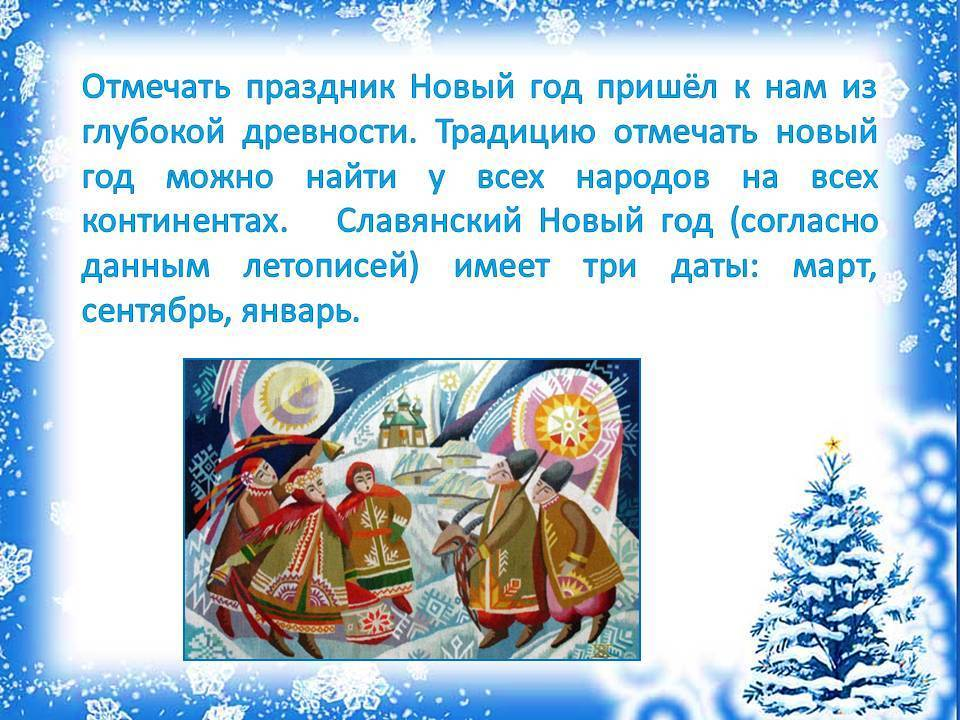 Отмечать праздник Новый год пришёл к нам из
глубокой древности. Традицию отмечать новый
год можно найти у всех народов на всех
континентах. Славянский Новый год (согласно
данным летописей) имеет три даты: март,
сентябрь, январь.